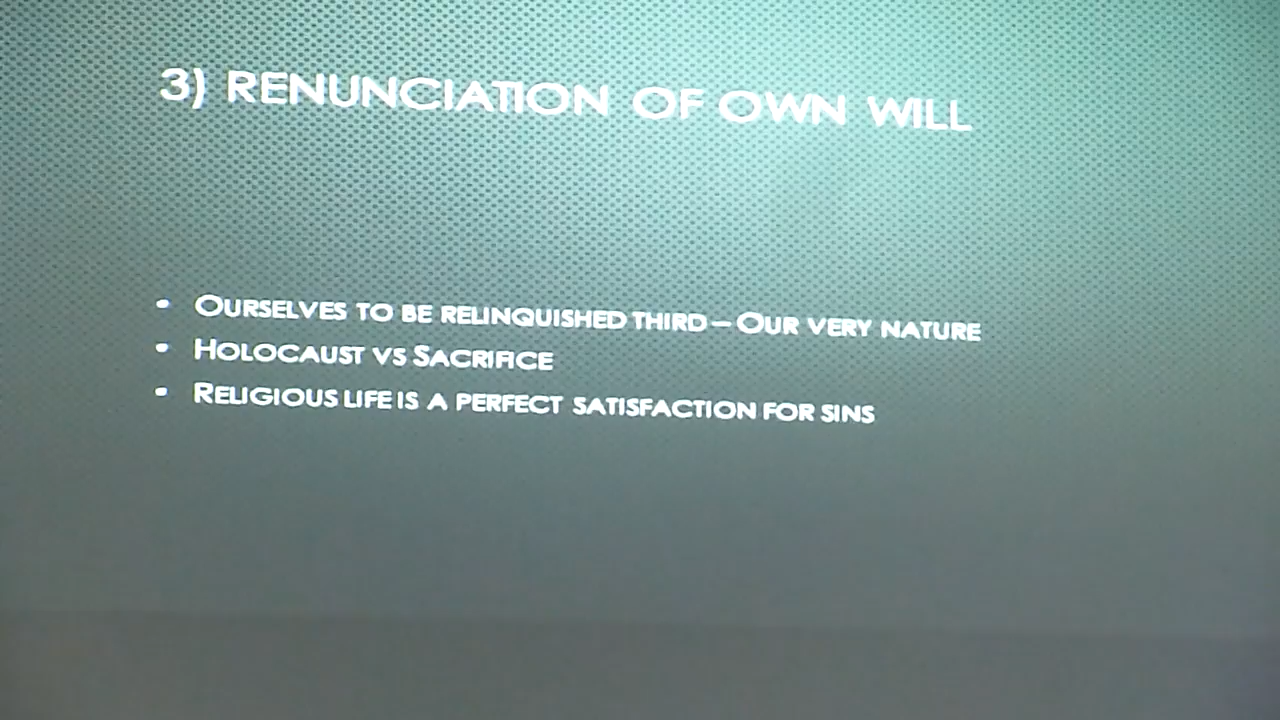 3) RENUNCIATION OF OWN WILL
• OURSELVES TO BE RELINQUISHED THIRD – OUR VERY NATURE
• HOLOCAUST VS SACRIFICE
• RELIGIOUS LIFE IS A PERFECT SATISFACTION FOR SINS